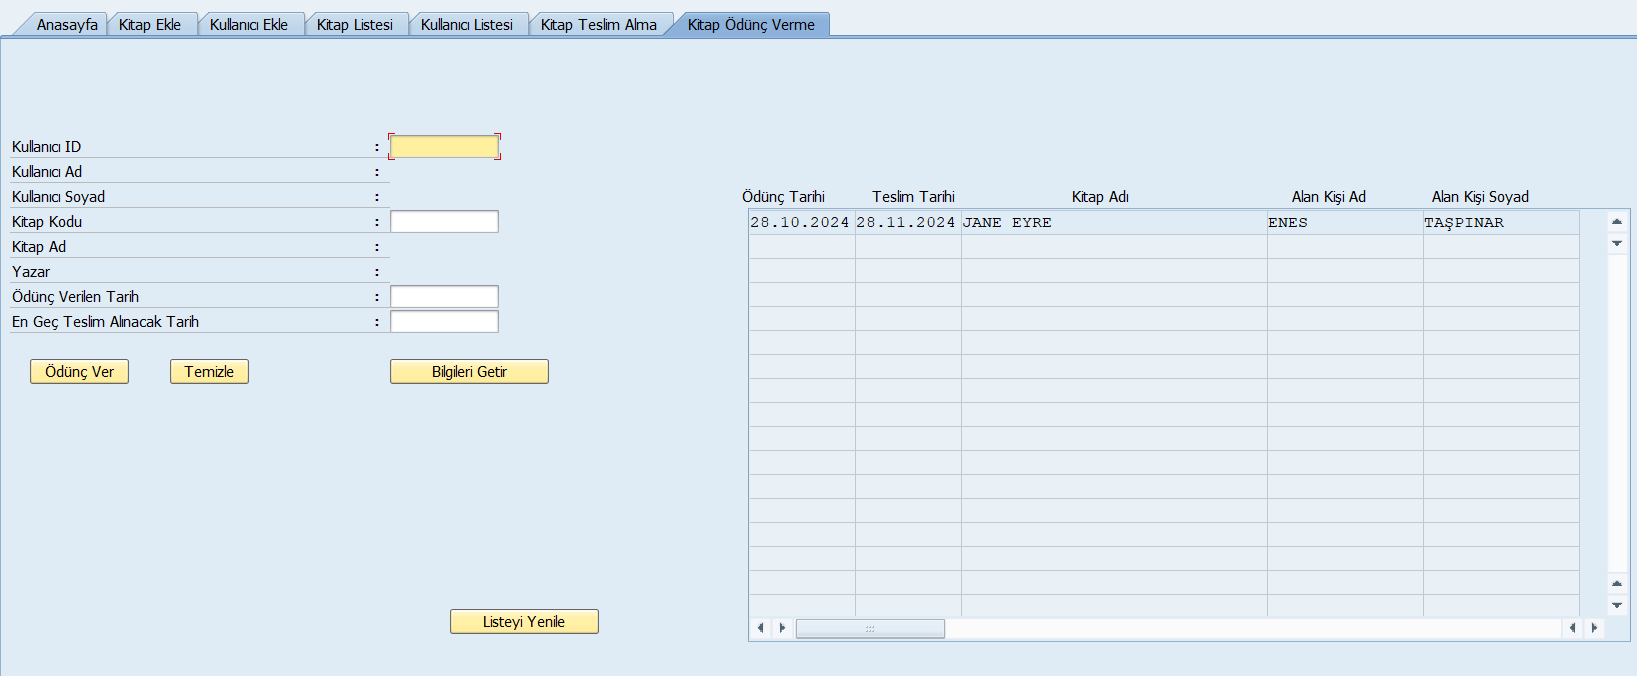 Anasayfa Kitap Ekle Kullanıcı Ekle Kitap Listesi Kullanıcı Listesi Kitap Teslim Alma Kitap Ödünç Verme
Kullanıcı ID :
Kullanıcı Ad :
Kullanıcı Soyad :
Kitap Kodu :
Kitap Ad :
Yazar :
Ödünç Verilen Tarih :
En Geç Teslim Alınacak Tarih :
Ödünç Ver Temizle Bilgileri Getir
Listeyi Yenile
Ödünç Tarihi Teslim Tarihi Kitap Adı Alan Kişi Ad Alan Kişi Soyad
28.10.2024 28.11.2024 JANE EYRE ENES TAŞPINAR